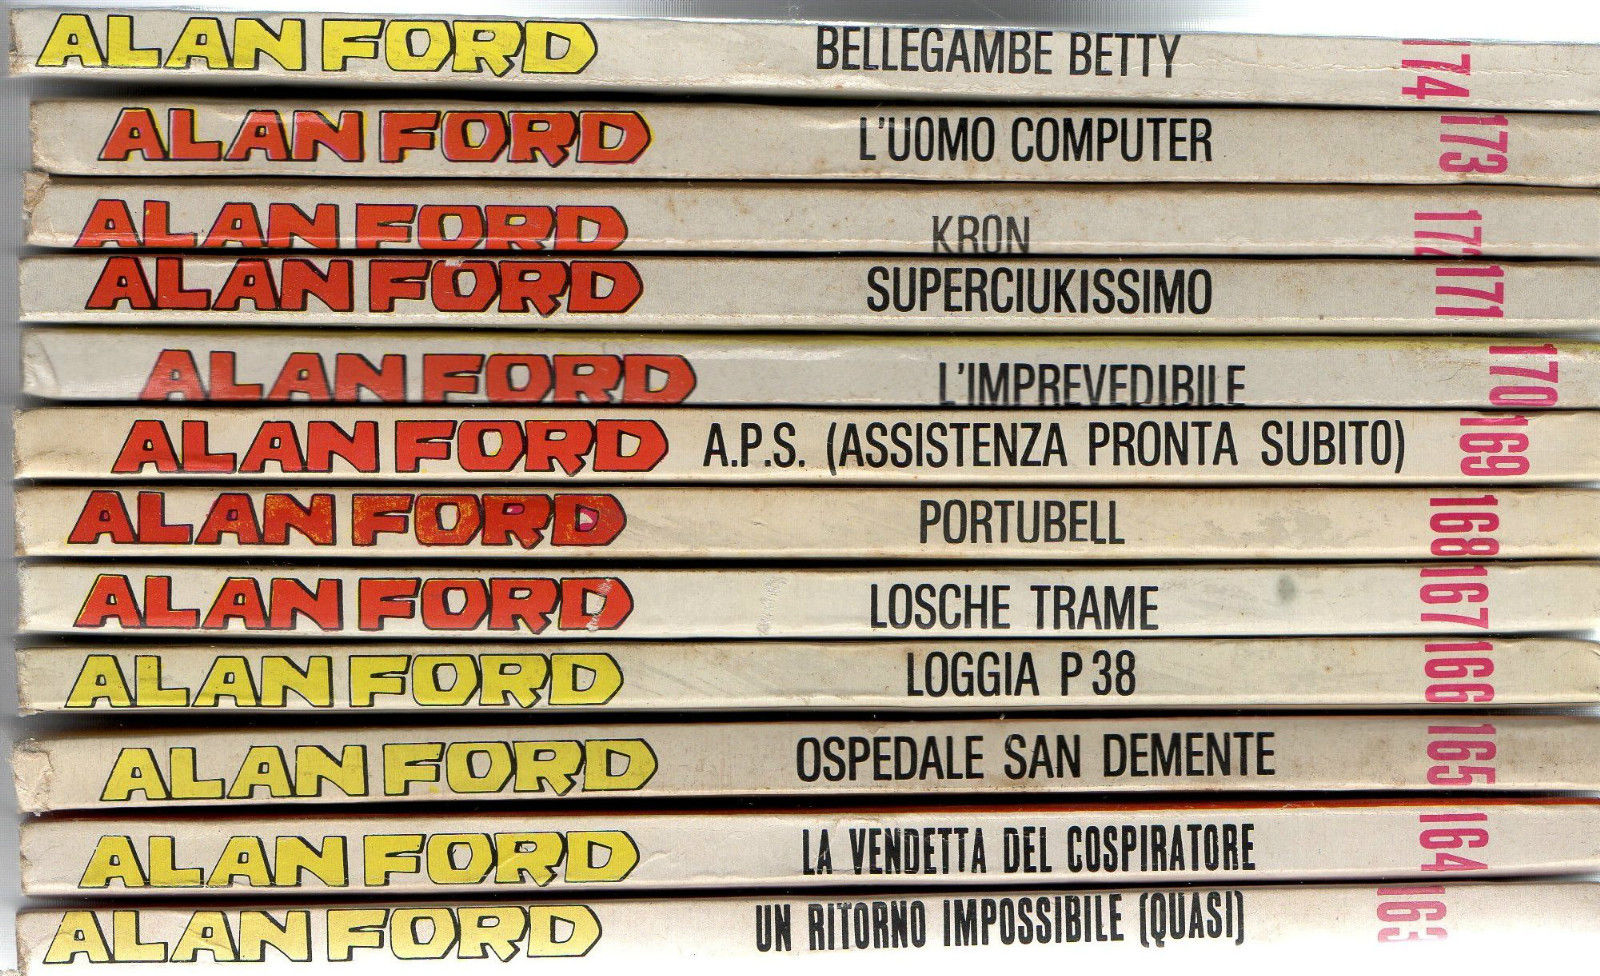 ALAN FORD BELLEGAMBE BETTY 174
ALAN FORD L'UOMO COMPUTER 173
ALAN FORD KRON 172
ALAN FORD SUPERCIUKISSIMO 171
ALAN FORD L'IMPREVEDIBILE 170
ALAN FORD A.P.S. (ASSISTENZA PRONTA SUBITO) 169
ALAN FORD PORTUBELL 168
ALAN FORD LOSCHE TRAME 167
ALAN FORD LOGGIA P 38 166
ALAN FORD OSPEDALE SAN DEMENTE 165
ALAN FORD LA VENDETTA DEL COSPIRATORE 164
ALAN FORD UN RITORNO IMPOSSIBILE (QUASI) 163